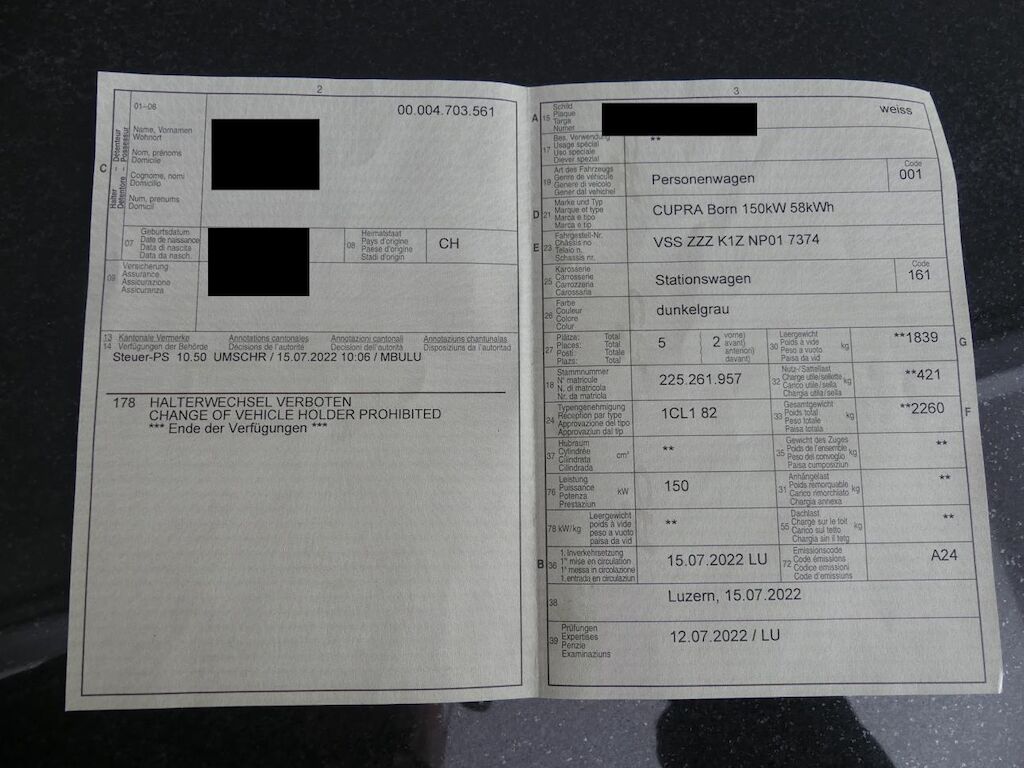 2
01–06
00.004.703.561
C
Halter – Détenteur
Detentore – Possessur
Name, Vornamen
Wohnort
Nom, prénoms
Domicile
Cognome, nomi
Domicilio
Num, prenums
Domicil
07
Geburtsdatum
Date de naissance
Data di nascita
Data da nasch.
08
Heimatstaat
Pays d'origine
Paese d'origine
Stadi d'origin
CH
09
Versicherung
Assurance
Assicurazione
Assicuranza
13 Kantonale Vermerke Annotations cantonales Annotazioni cantonali Annotaziuns chantunalas
14 Verfügungen der Behörde Décisions de l'autorité Decisioni dell'autorità Disposiziuns da l'autoritad
Steuer-PS 10.50 UMSCHR / 15.07.2022 10:06 / MBULU
178 HALTERWECHSEL VERBOTEN
CHANGE OF VEHICLE HOLDER PROHIBITED
*** Ende der Verfügungen ***
3
A 15
Schild
Plaque
Targa
Numer
weiss
17
Bes. Verwendung
Usage spécial
Uso speciale
Diever spezial
**
19
Art des Fahrzeugs
Genre de véhicule
Genere di veicolo
Gener dal vehichel
Personenwagen
Code
001
D 21
Marke und Typ
Marque et type
Marca e tipo
Marca e tip
CUPRA Born 150kW 58kWh
E 23
Fahrgestell-Nr.
Châssis no
Telaio n.
Schassis nr.
VSS ZZZ K1Z NP01 7374
25
Karosserie
Carrosserie
Carrozzeria
Carossaria
Stationswagen
Code
161
26
Farbe
Couleur
Colore
Colur
dunkelgrau
27
Plätze: Total
Places: Total
Posti: Totale
Plazs: Total
5
2
vorne)
avant)
anteriori)
davant)
30
Leergewicht
Poids à vide
Peso a vuoto
Paisa da vid
kg
**1839
G
18
Stammnummer
N° matricule
N. di matricola
Nr. da matricla
225.261.957
32
Nutz-/Sattellast
Charge utile/sellette
Carico utile/sella
Chargia utila/sella
kg
**421
24
Typengenehmigung
Réception par type
Approvazione del tipo
Approvaziun dal tip
1CL1 82
33
Gesamtgewicht
Poids total
Peso totale
Paisa totala
kg
**2260
F
37
Hubraum
Cylindrée
Cilindrata
Cilindrada
cm³
**
35
Gewicht des Zuges
Poids de l'ensemble
Peso del convoglio
Paisa cumposiziun
kg
**
76
Leistung
Puissance
Potenza
Prestaziun
kW
150
31
Anhängelast
Poids remorquable
Carico rimorchiato
Chargia annexa
kg
**
78 kW/kg
Leergewicht
poids à vide
peso a vuoto
paisa da vid
**
55
Dachlast
Charge sur le toit
Carico sul tetto
Chargia sin il tetg
kg
**
B 36
1. Inverkehrsetzung
1re mise en circulation
1a messa in circolazione
1. entrada en circulaziun
15.07.2022 LU
72
Emissionscode
Code émissions
Codice emissioni
Code d'emissiuns
A24
38
Luzern, 15.07.2022
39
Prüfungen
Expertises
Perizie
Examinaziuns
12.07.2022 / LU